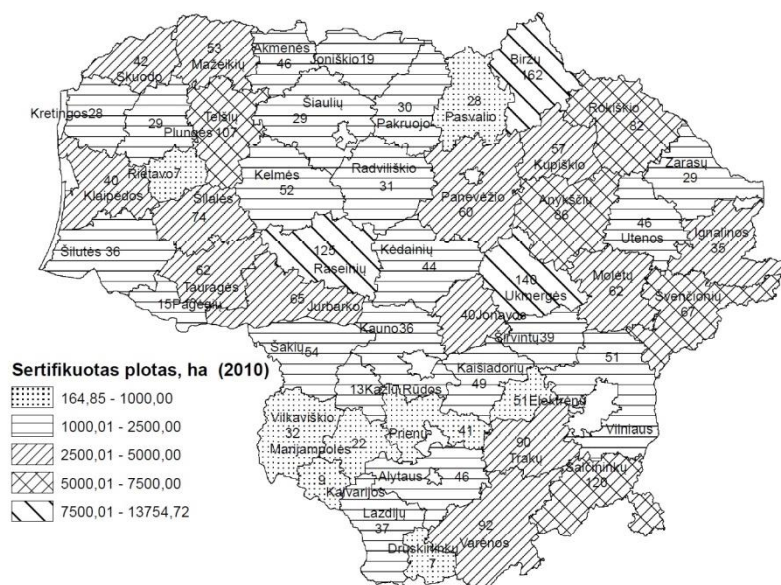 42
Skuodo
53
Mažeikių
Akmenės
46
Joniškio19
Biržų
162
28
Pasvalio
Kretingos28
29
Plungės
Telšių
107
Šiaulių
29
30
Pakruojo
Rokiškio
82
57
Kupiškio
Zarasų
29
Rietavo7
40
Klaipėdos
Šilalės
74
Kelmės
52
Radviliškio
31
Panevėžio
60
Anykščių
86
46
Utenos
Ignalinos
35
Šilutės 36
125
Raseinių
Kėdainių
44
140
Ukmergės
Molėtų
62
Švenčionių
67
62
Tauragės
15Pagėgių
65
Jurbarko
40Jonavos
Kauno36
Širvintų39
Šakių
54
Kaišiadorių
49
51
13Kazlų Rūdos
51Elektrėnų
Vilniaus
Vilkaviškio
32
Marijampolės
22
Prienų
41
90
Trakų
9
Kalvarijos
Alytaus
46
Šalčininkų
120
Lazdijų
37
92
Varėnos
Druskininkų
7
Sertifikuotas plotas, ha (2010)
164,85 - 1000,00
1000,01 - 2500,00
2500,01 - 5000,00
5000,01 - 7500,00
7500,01 - 13754,72